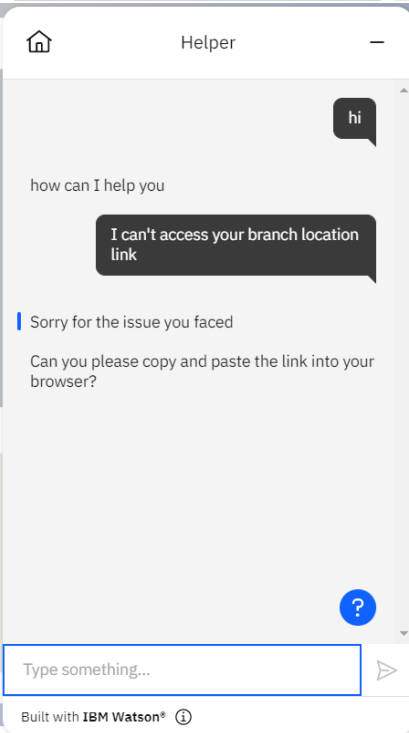 Helper
hi
how can I help you
I can't access your branch location
link
Sorry for the issue you faced
Can you please copy and paste the link into your
browser?
?
Type something...
Built with IBM Watson®